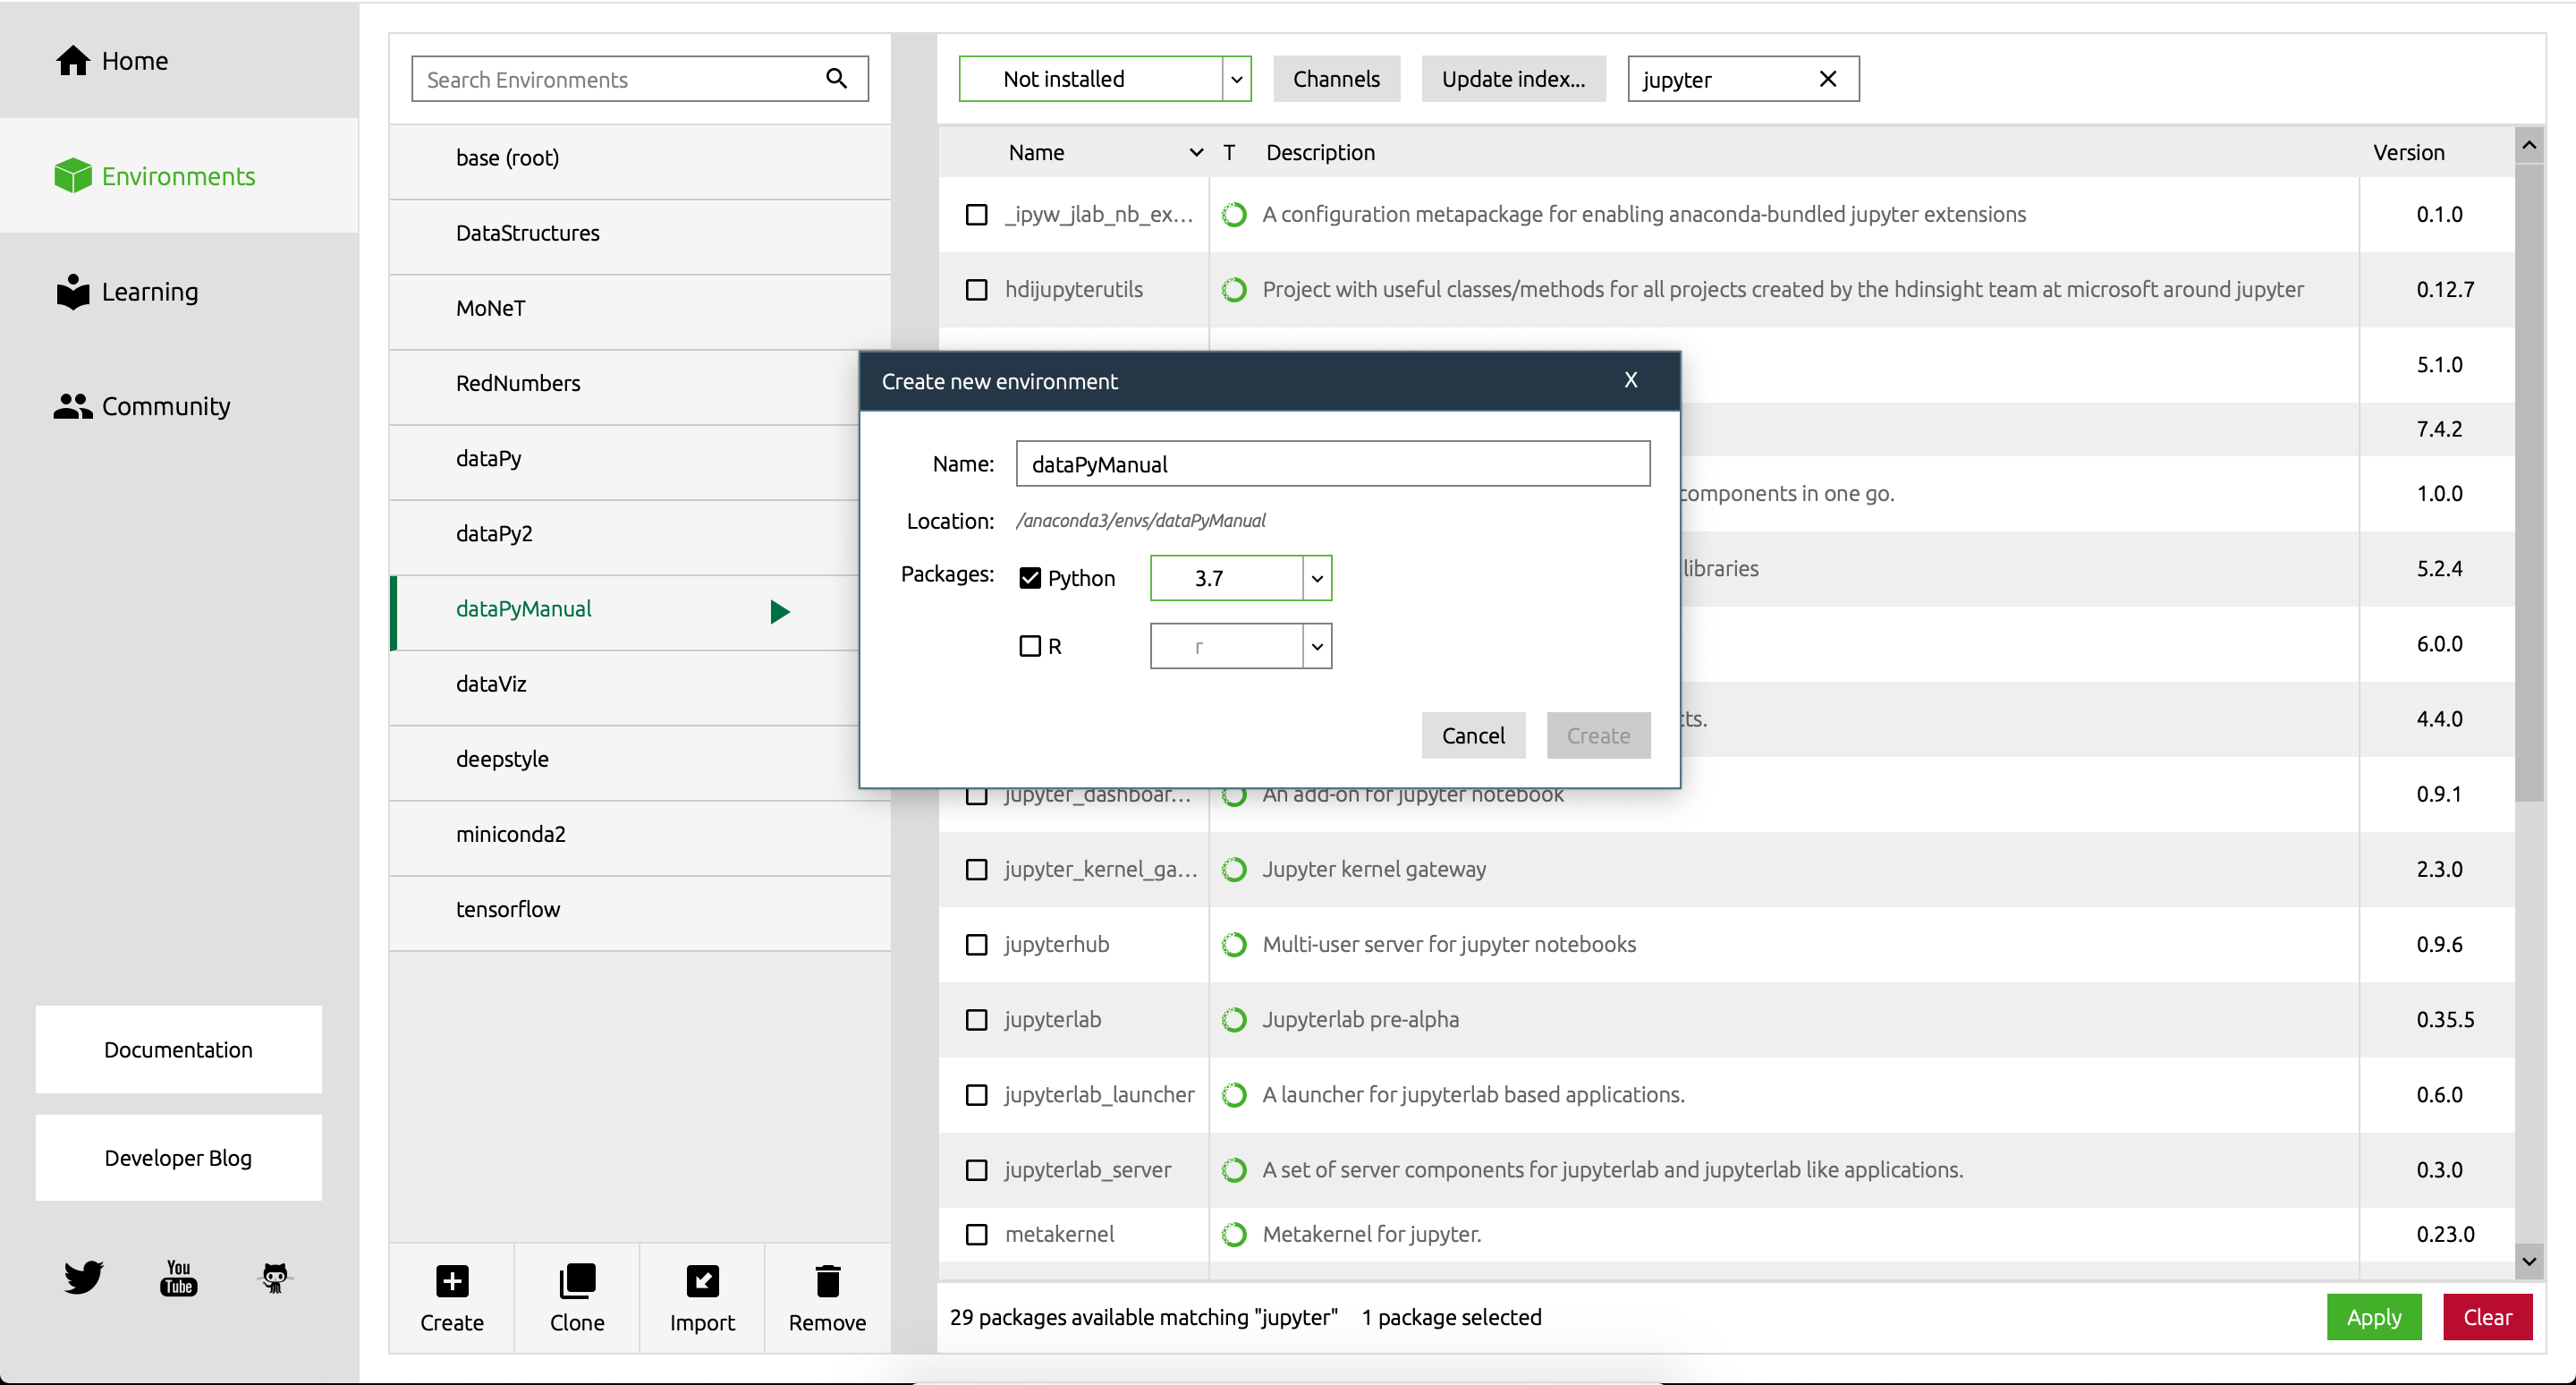 Home
Environments
Learning
Community
Documentation
Developer Blog
You
Tube
Search Environments
base (root)
DataStructures
MoNeT
RedNumbers
dataPy
dataPy2
dataPyManual
dataViz
deepstyle
miniconda2
tensorflow
Create
Clone
Import
Remove
Not installed
Channels
Update index...
jupyter
Name T Description Version
_ipyw_jlab_nb_ex... A configuration metapackage for enabling anaconda-bundled jupyter extensions 0.1.0
hdijupyterutils Project with useful classes/methods for all projects created by the hdinsight team at microsoft around jupyter 0.12.7
5.1.0
7.4.2
components in one go. 1.0.0
libraries 5.2.4
6.0.0
cts. 4.4.0
jupyter_dashboar... An add-on for jupyter notebook 0.9.1
jupyter_kernel_ga... Jupyter kernel gateway 2.3.0
jupyterhub Multi-user server for jupyter notebooks 0.9.6
jupyterlab Jupyterlab pre-alpha 0.35.5
jupyterlab_launcher A launcher for jupyterlab based applications. 0.6.0
jupyterlab_server A set of server components for jupyterlab and jupyterlab like applications. 0.3.0
metakernel Metakernel for jupyter. 0.23.0
29 packages available matching "jupyter" 1 package selected
Apply
Clear
Create new environment X
Name: dataPyManual
Location: /anaconda3/envs/dataPyManual
Packages: Python 3.7
R r
Cancel
Create